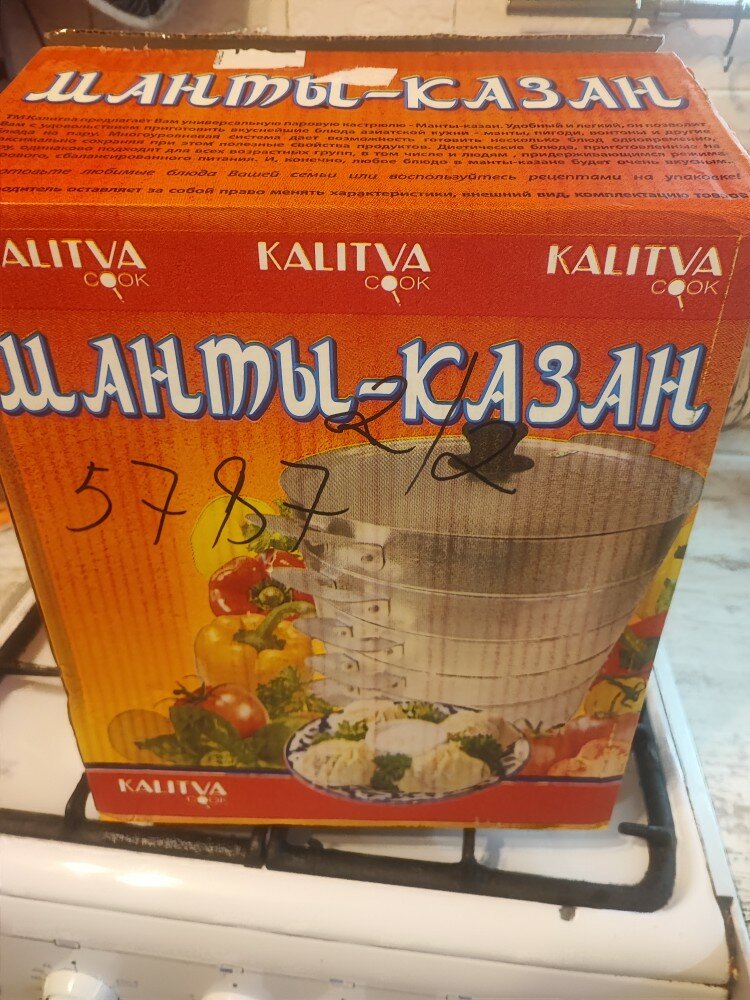 МАНТЫ-КАЗАН
ТМ Калитва предлагает Вам универсальную паровую кастрюлю - Манты-казан. Удобный и легкий, он позволит
Вам с удовольствием приготовить вкуснейшие блюда азиатской кухни - манты, пигоди, вонтоны и другие
блюда на пару. Многоуровневая система дает возможность готовить несколько блюд одновременно,
максимально сохраняя при этом полезные свойства продуктов. Диетические блюда, приготовленные на
пару, одинаково подходят для всех возрастных групп, в том числе и людям, придерживающимся режима
сбалансированного питания. И, конечно, любое блюдо в манты-казане будет очень вкусным.
любимые блюда Вашей семьи или воспользуйтесь рецептами на упаковке!
оставляет за собой право менять характеристики, внешний вид, комплектацию товара
ALITVA COOK KALITVA COOK KALITVA COOK
МАНТЫ-КАЗАН
2/2
5787
KALITVA
COOK